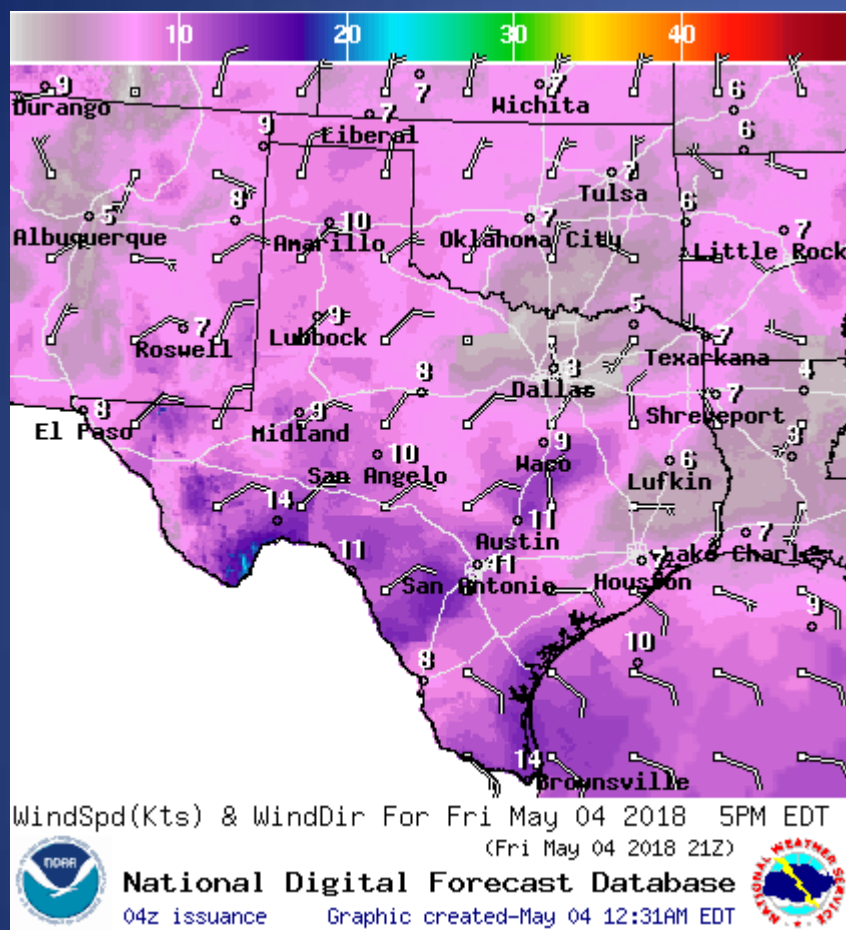 10 20 30 40
9 7 7 6
Durango Wichita
7
9 Liberal 6
7
Tulsa
5 8 10 7 6 7
Albuquerque Amarillo Oklahoma City Little Rock
7 9 5 7
Roswell Lubbock Texarkana
8 3 4
Dallas
8 9 7
El Paso Midland Shreveport
10 9 6 3
San Angelo Waco Lufkin
14 11 7
Austin
11 11 7
San Antonio Houston Lake Charles
9
8 10
14
Brownsville
WindSpd(Kts) & WindDir For Fri May 04 2018 5PM EDT
(Fri May 04 2018 21Z)
NOAA
National Digital Forecast Database
04z issuance Graphic created-May 04 12:31AM EDT
NATIONAL WEATHER SERVICE